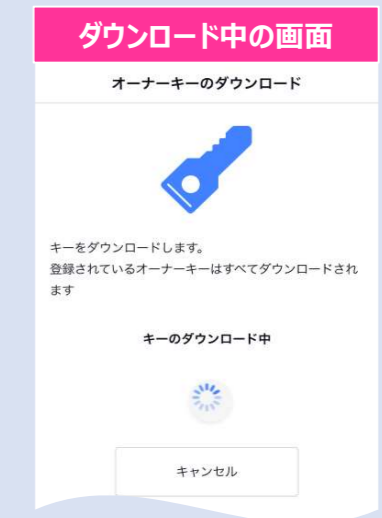 ダウンロード中の画面
オーナーキーのダウンロード
キーをダウンロードします。
登録されているオーナーキーはすべてダウンロードされ
ます
キーのダウンロード中
キャンセル